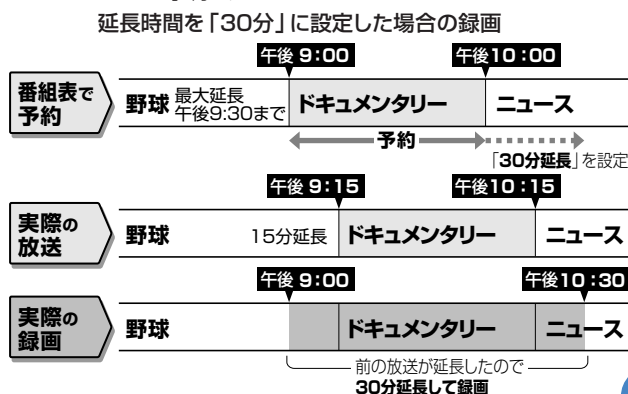 延長時間を「30分」に設定した場合の録画
午後 9:00 午後10:00
番組表で
予約
野球 最大延長
午後9:30まで
ドキュメンタリー ニュース
予約
「30分延長」を設定
午後 9:15 午後10:15
実際の
放送
野球 15分延長 ドキュメンタリー ニュース
午後 9:00 午後10:30
実際の
録画
野球 ドキュメンタリー ニュース
前の放送が延長したので
30分延長して録画